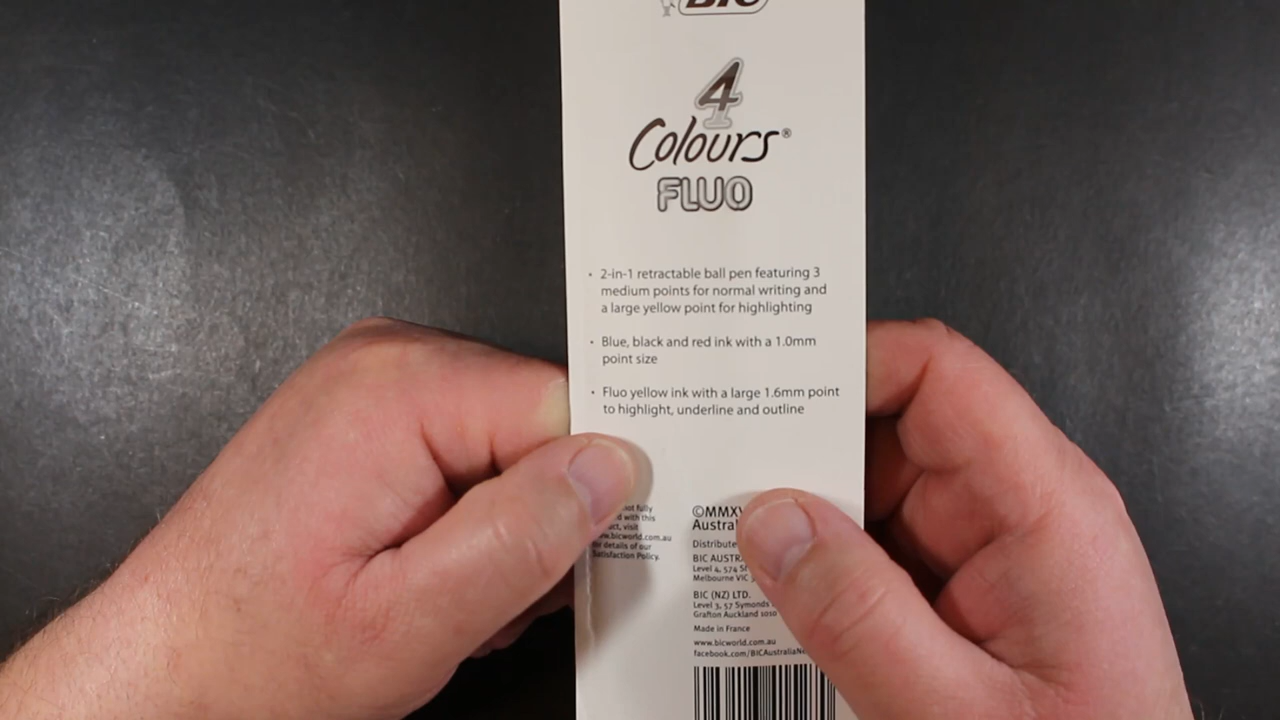 BIC
4
Colours®
FLUO
• 2-in-1 retractable ball pen featuring 3
medium points for normal writing and
a large yellow point for highlighting
• Blue, black and red ink with a 1.0mm
point size
• Fluo yellow ink with a large 1.6mm point
to highlight, underline and outline
not fully
with this
visit
.bicworld.com.au
for details of our
Satisfaction Policy.
©MMXV
Austral
Distribute
BIC AUSTRA
Level 4, 574 St
Melbourne VIC
BIC (NZ) LTD.
Level 3, 57 Symonds
Grafton Auckland 1010
Made in France
www.bicworld.com.au
facebook.com/BICAustraliaNe